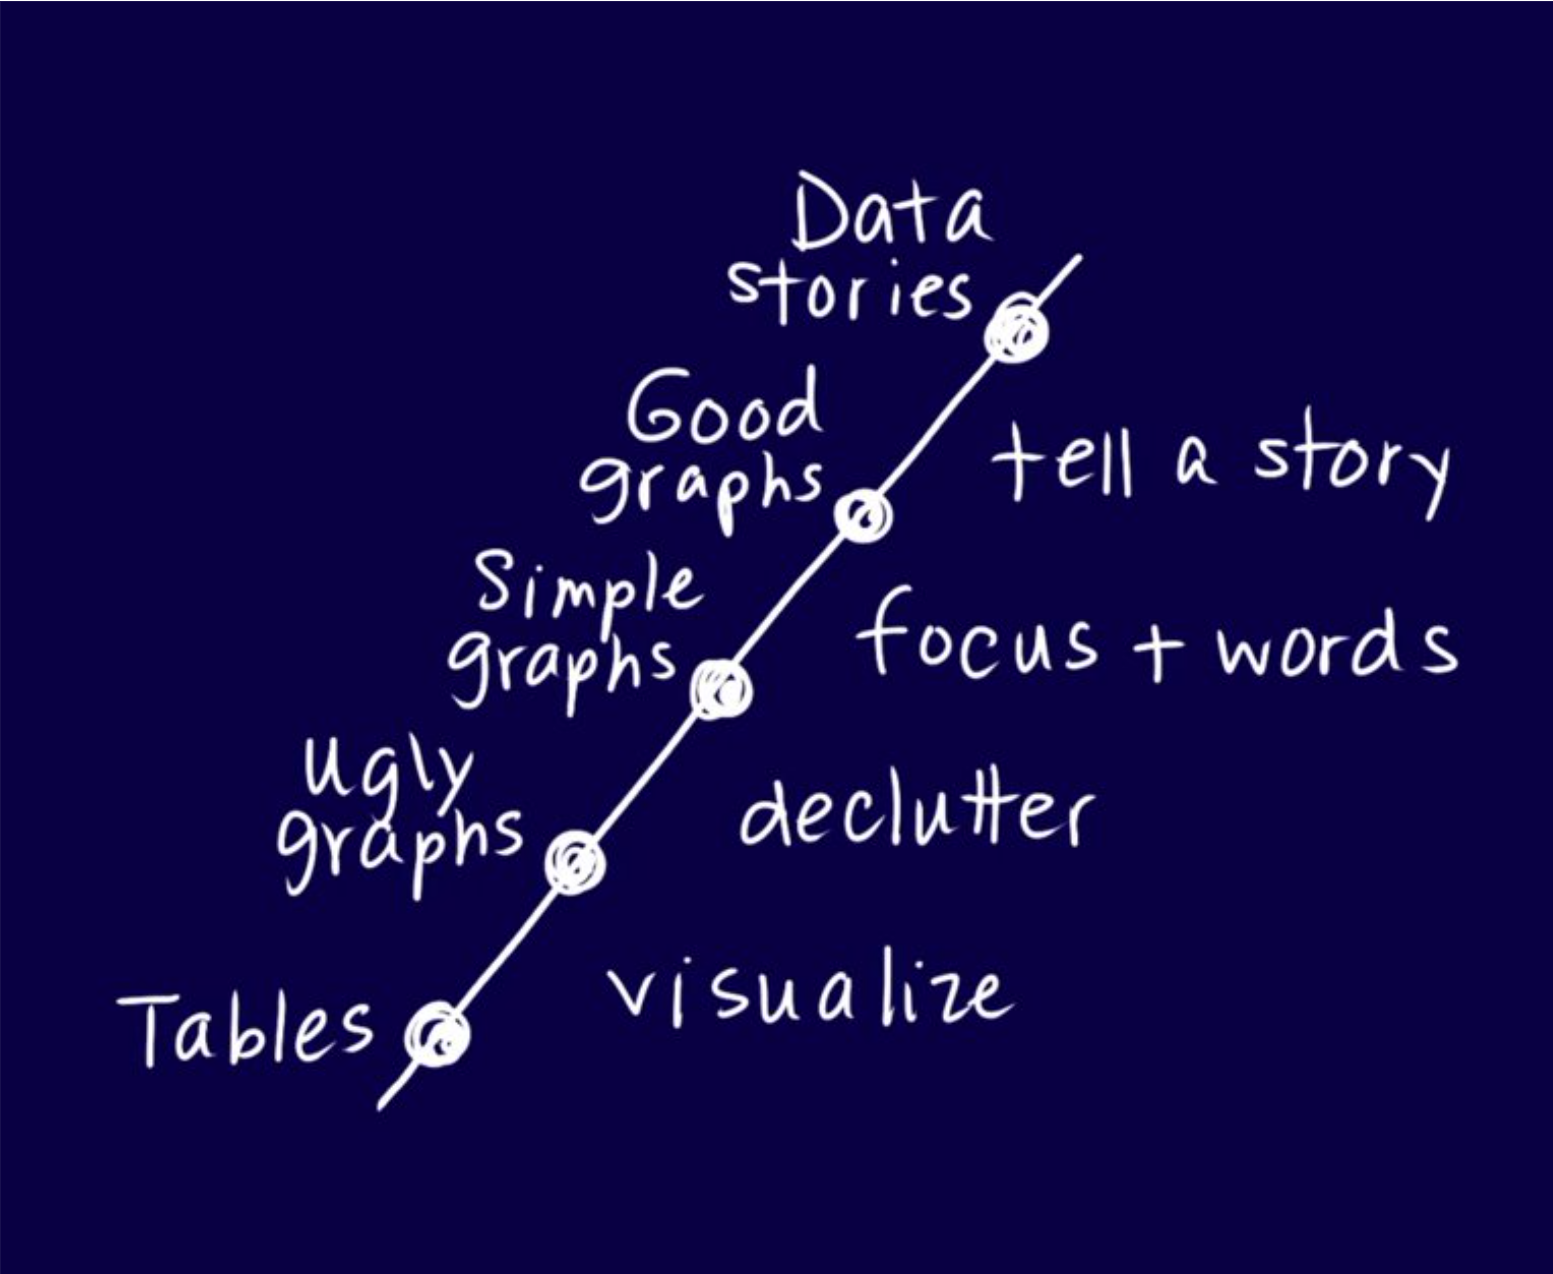 Data
stories
Good
graphs
tell a story
Simple
graphs
focus + words
ugly
graphs
declutter
Tables
visualize